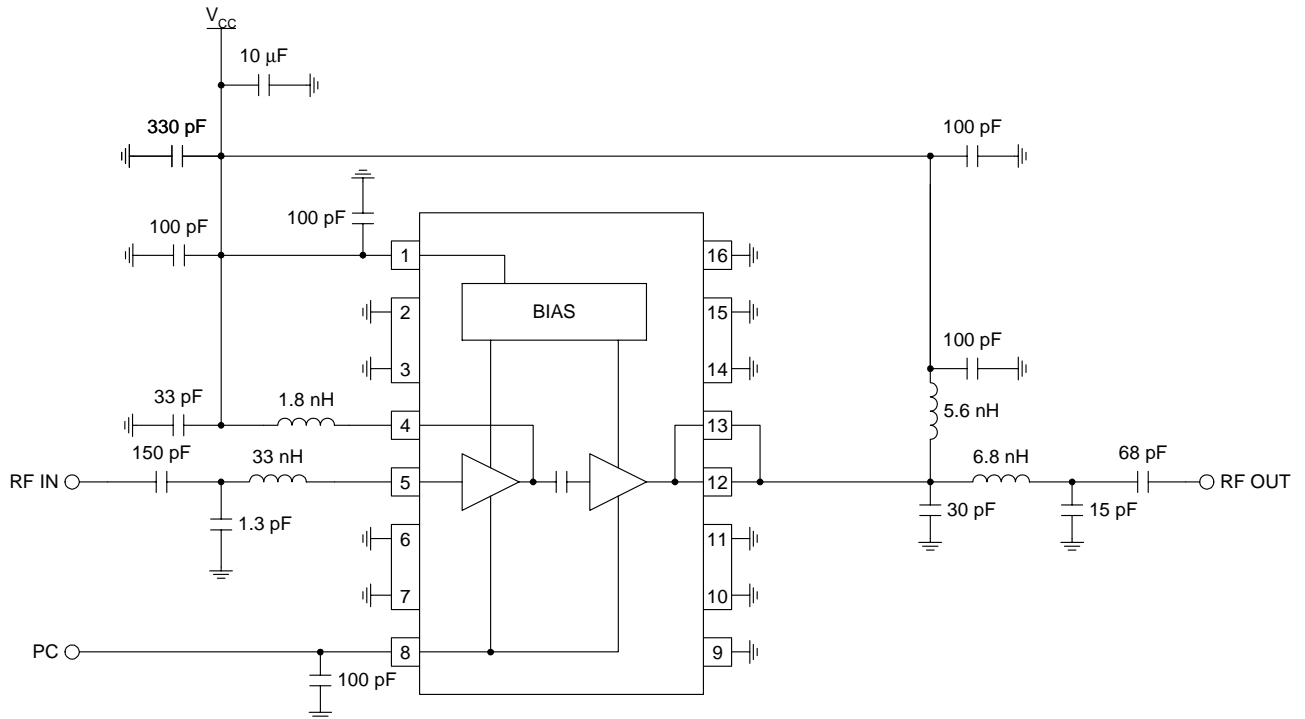 VCC
10 μF
330 pF
100 pF
100 pF
100 pF
1
16
BIAS
2
15
3
14
100 pF
33 pF
1.8 nH
4
13
5.6 nH
150 pF
33 nH
6.8 nH
68 pF
RF IN
5
12
RF OUT
1.3 pF
30 pF
15 pF
6
11
7
10
PC
8
9
100 pF